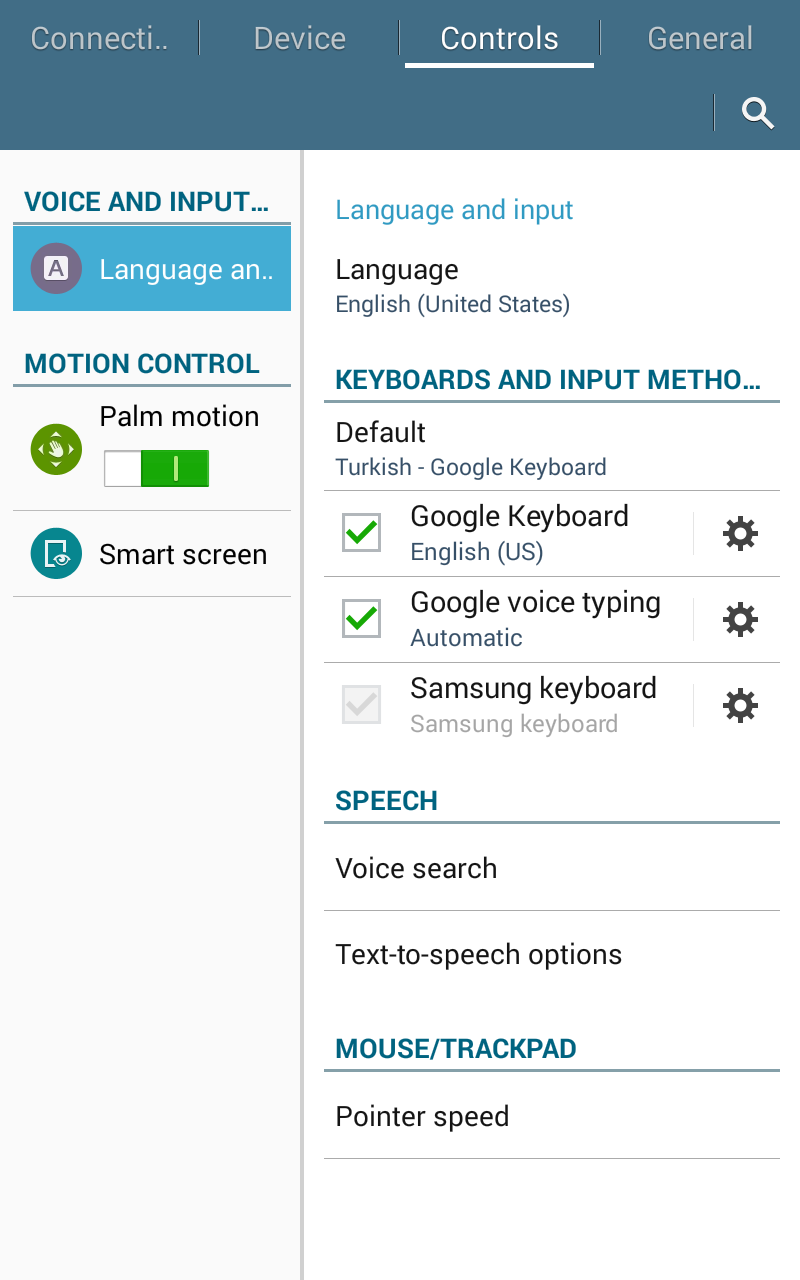 Connecti..
Device
Controls
General
VOICE AND INPUT...
A
Language an..
MOTION CONTROL
Palm motion
Smart screen
Language and input
Language
English (United States)
KEYBOARDS AND INPUT METHO...
Default
Turkish - Google Keyboard
Google Keyboard
English (US)
Google voice typing
Automatic
Samsung keyboard
Samsung keyboard
SPEECH
Voice search
Text-to-speech options
MOUSE/TRACKPAD
Pointer speed